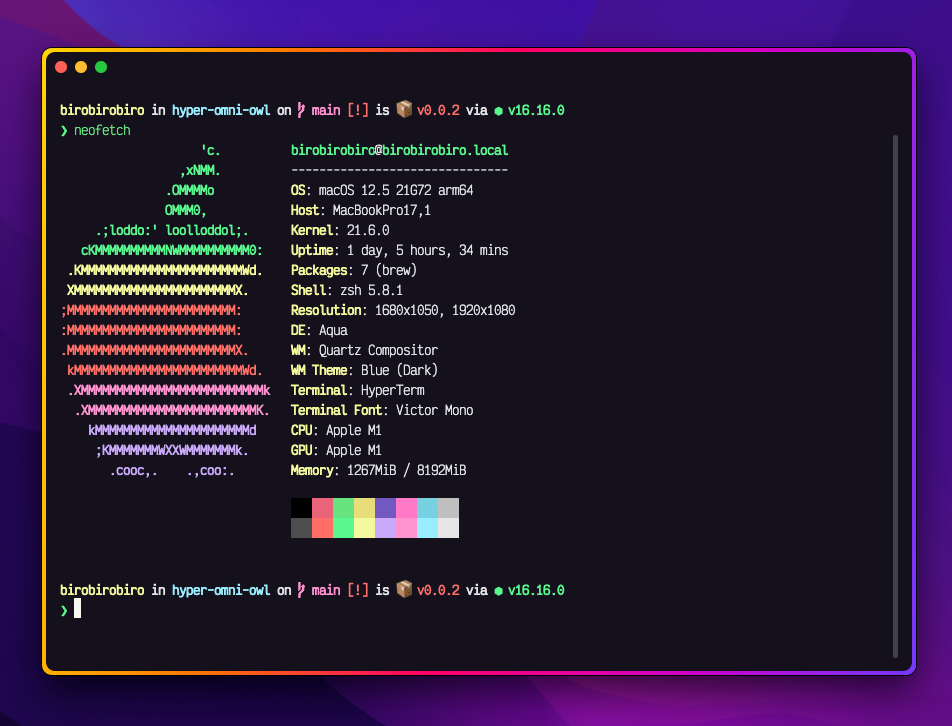 birobirobiro in hyper-omni-owl on main [!] is 📦 v0.0.2 via ⬢ v16.16.0
❯ neofetch
                    'c.          birobirobiro@birobirobiro.local
                 ,xNMM.          -------------------------------
               .OMMMMo           OS: macOS 12.5 21G72 arm64
               OMMM0,            Host: MacBookPro17,1
     .;loddo:' loolloddol;.      Kernel: 21.6.0
   cKMMMMMMMMMMNWMMMMMMMMMM0:    Uptime: 1 day, 5 hours, 34 mins
 .KMMMMMMMMMMMMMMMMMMMMMMMWd.    Packages: 7 (brew)
 XMMMMMMMMMMMMMMMMMMMMMMMX.      Shell: zsh 5.8.1
;MMMMMMMMMMMMMMMMMMMMMMMM:       Resolution: 1680x1050, 1920x1080
:MMMMMMMMMMMMMMMMMMMMMMMM:       DE: Aqua
.MMMMMMMMMMMMMMMMMMMMMMMMX.      WM: Quartz Compositor
 kMMMMMMMMMMMMMMMMMMMMMMMMWd.    WM Theme: Blue (Dark)
 .XMMMMMMMMMMMMMMMMMMMMMMMMMMk   Terminal: HyperTerm
  .XMMMMMMMMMMMMMMMMMMMMMMMMK.   Terminal Font: Victor Mono
    kMMMMMMMMMMMMMMMMMMMMMMd     CPU: Apple M1
     ;KMMMMMMMWXXWMMMMMMMk.      GPU: Apple M1
       .cooc,.    .,coo:.        Memory: 1267MiB / 8192MiB
birobirobiro in hyper-omni-owl on main [!] is 📦 v0.0.2 via ⬢ v16.16.0
❯